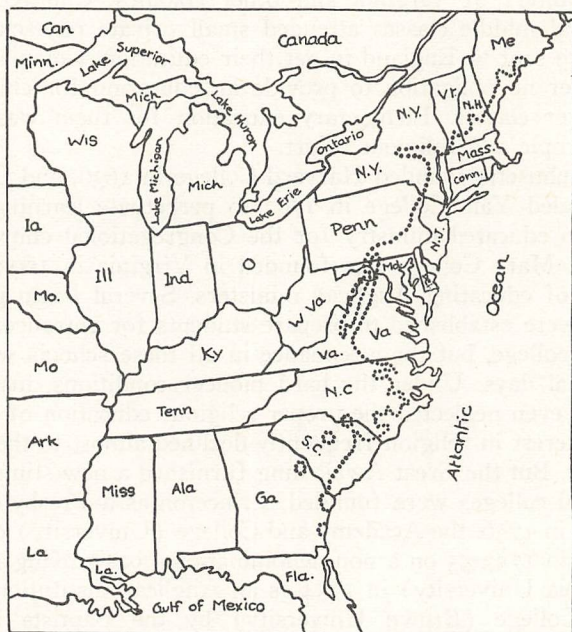 Can.
Minn.
Lake Superior
Canada
Me
Mich
Lake Huron
Wis
N.Y.
Vt.
N.H.
Lake Michigan
Mich
Ontario
Mass.
Conn.
N.Y.
Lake Erie
Ia.
Penn
N.J.
Ill
Ind
O
Md.
Mo.
W Va
Va
Ocean
Ky
Va.
Mo
N.C
Tenn
Ark
S.C.
Atlantic
Miss
Ala
Ga
La.
La.
Fla.
Gulf of Mexico